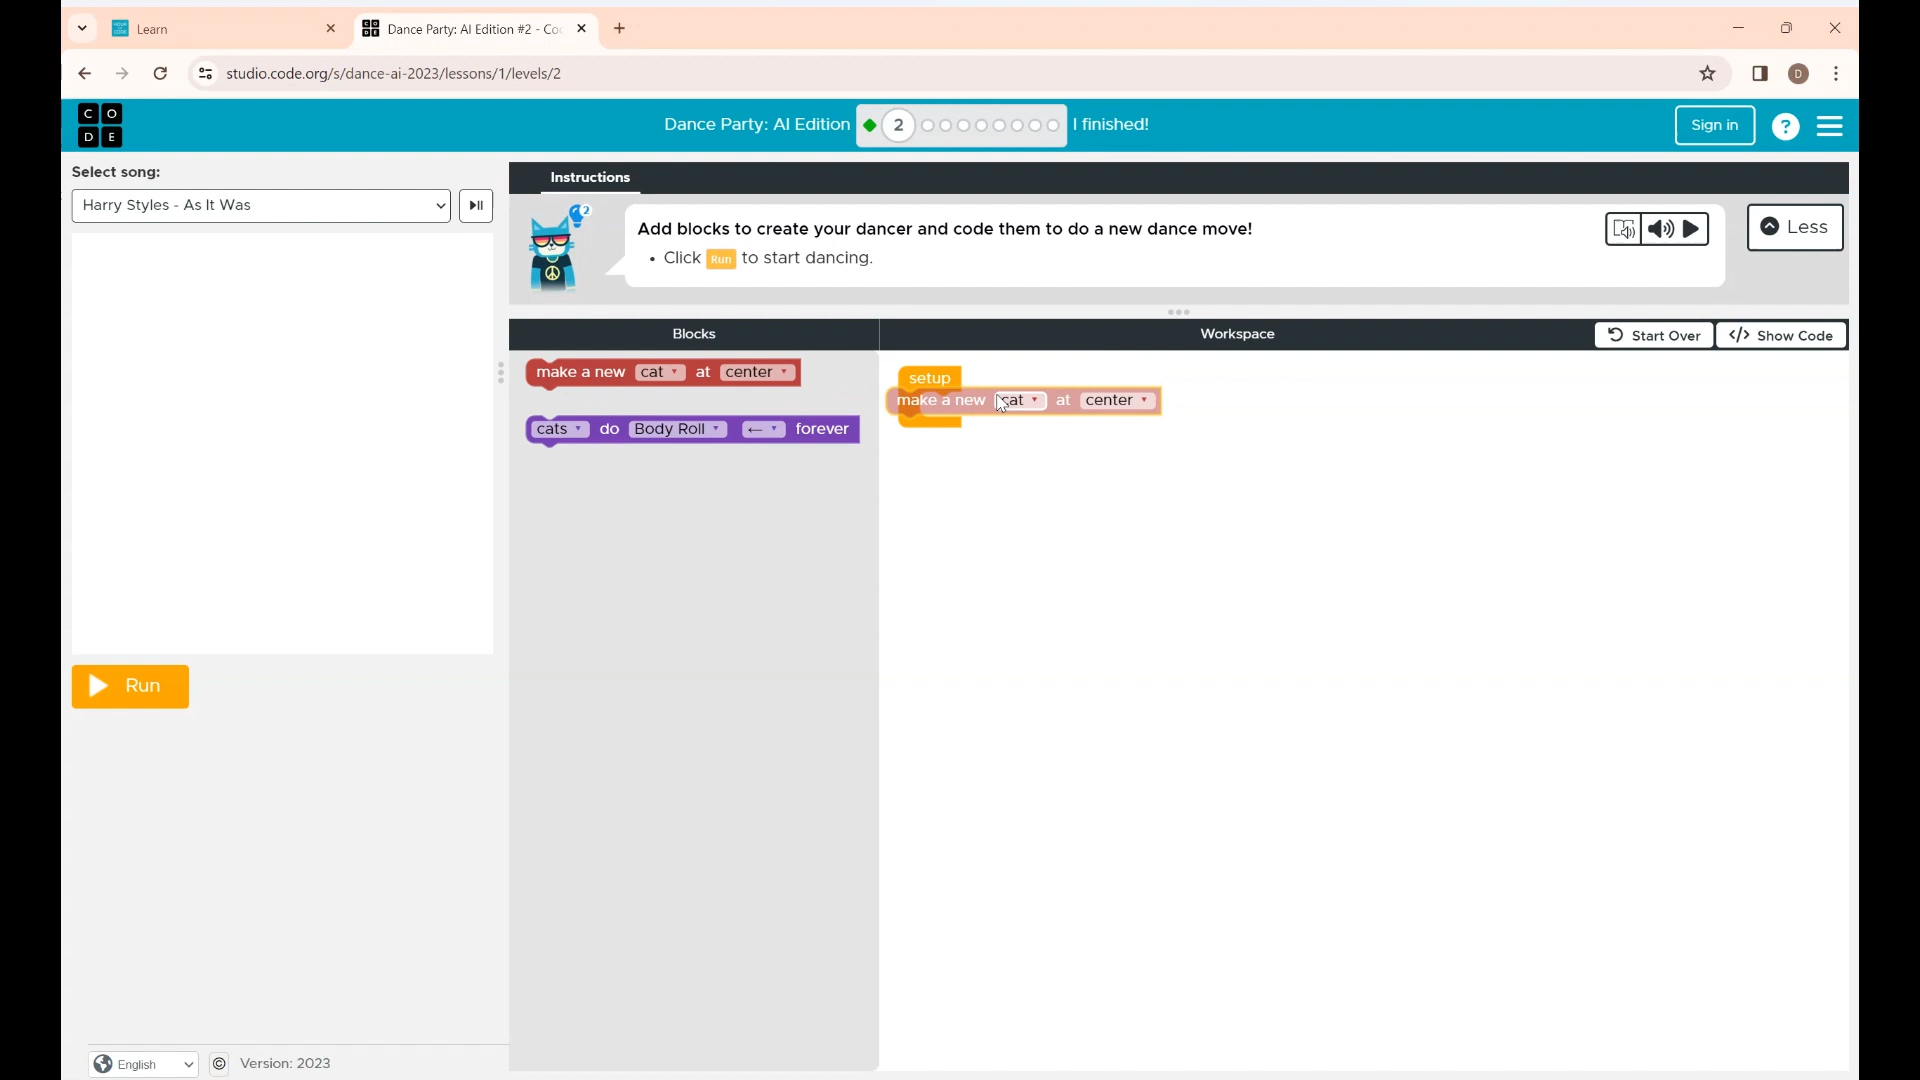 Learn
Dance Party: AI Edition #2 - Co
studio.code.org/s/dance-ai-2023/lessons/1/levels/2
D
C O
D E
Dance Party: AI Edition
2
I finished!
Sign in
?
Select song:
Harry Styles - As It Was
Instructions
2
Add blocks to create your dancer and code them to do a new dance move!
• Click Run to start dancing.
Less
Blocks
Workspace
Start Over
</> Show Code
make a new cat at center
cats do Body Roll ← forever
setup
make a new cat at center
Run
English
© Version: 2023